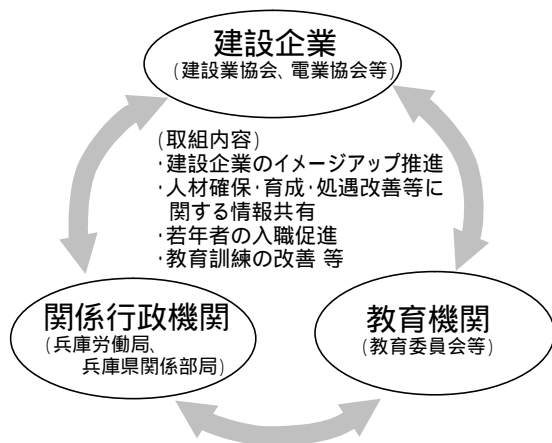 建設企業
(建設業協会、電業協会等)
(取組内容)
・建設企業のイメージアップ推進
・人材確保・育成・処遇改善等に
関する情報共有
・若年者の入職促進
・教育訓練の改善 等
関係行政機関
(兵庫労働局、
兵庫県関係部局)
教育機関
(教育委員会等)